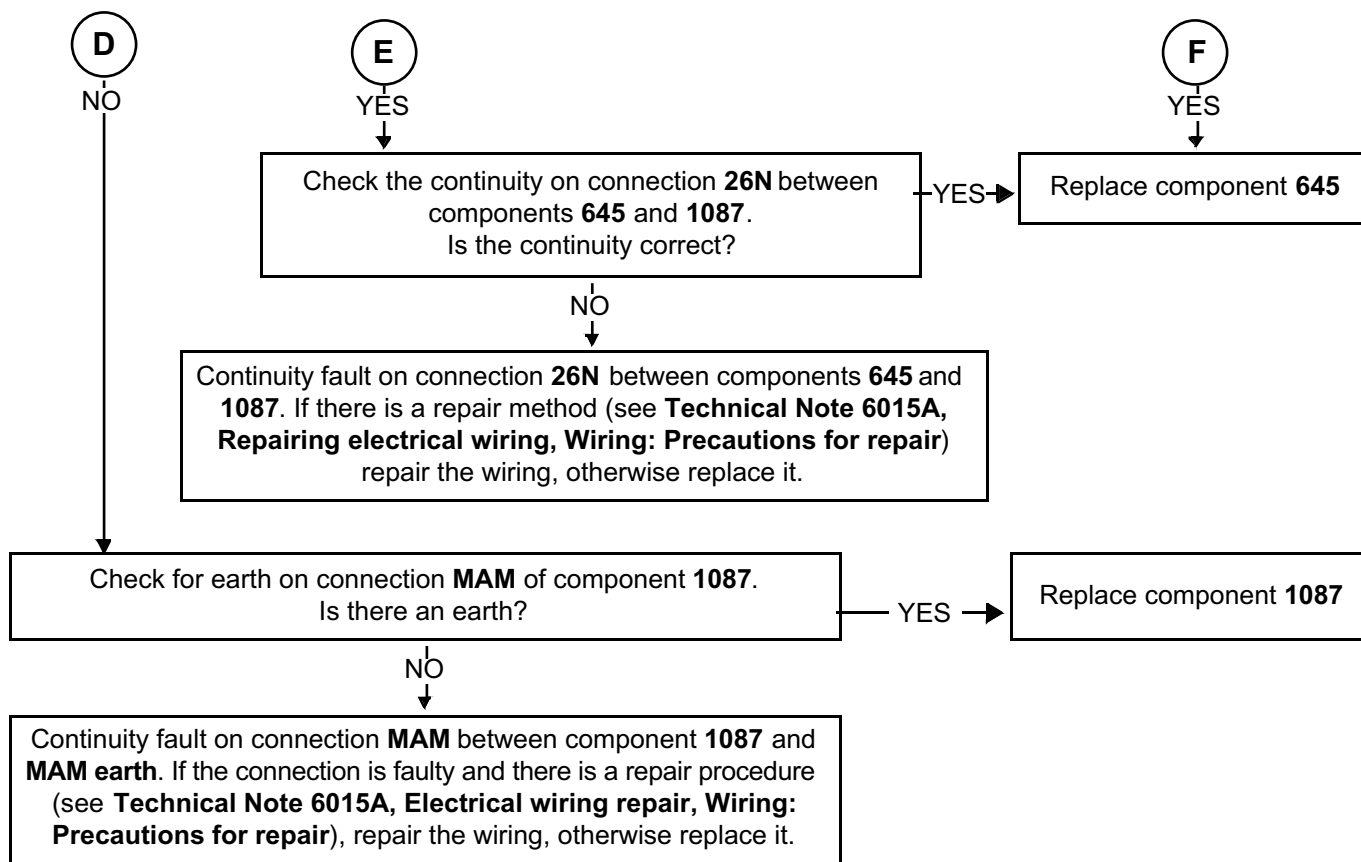 D
E
F
NO
YES
YES
Check the continuity on connection 26N between
components 645 and 1087.
Is the continuity correct?
YES
Replace component 645
NO
Continuity fault on connection 26N between components 645 and
1087. If there is a repair method (see Technical Note 6015A,
Repairing electrical wiring, Wiring: Precautions for repair)
repair the wiring, otherwise replace it.
Check for earth on connection MAM of component 1087.
Is there an earth?
YES
Replace component 1087
NO
Continuity fault on connection MAM between component 1087 and
MAM earth. If the connection is faulty and there is a repair procedure
(see Technical Note 6015A, Electrical wiring repair, Wiring:
Precautions for repair), repair the wiring, otherwise replace it.